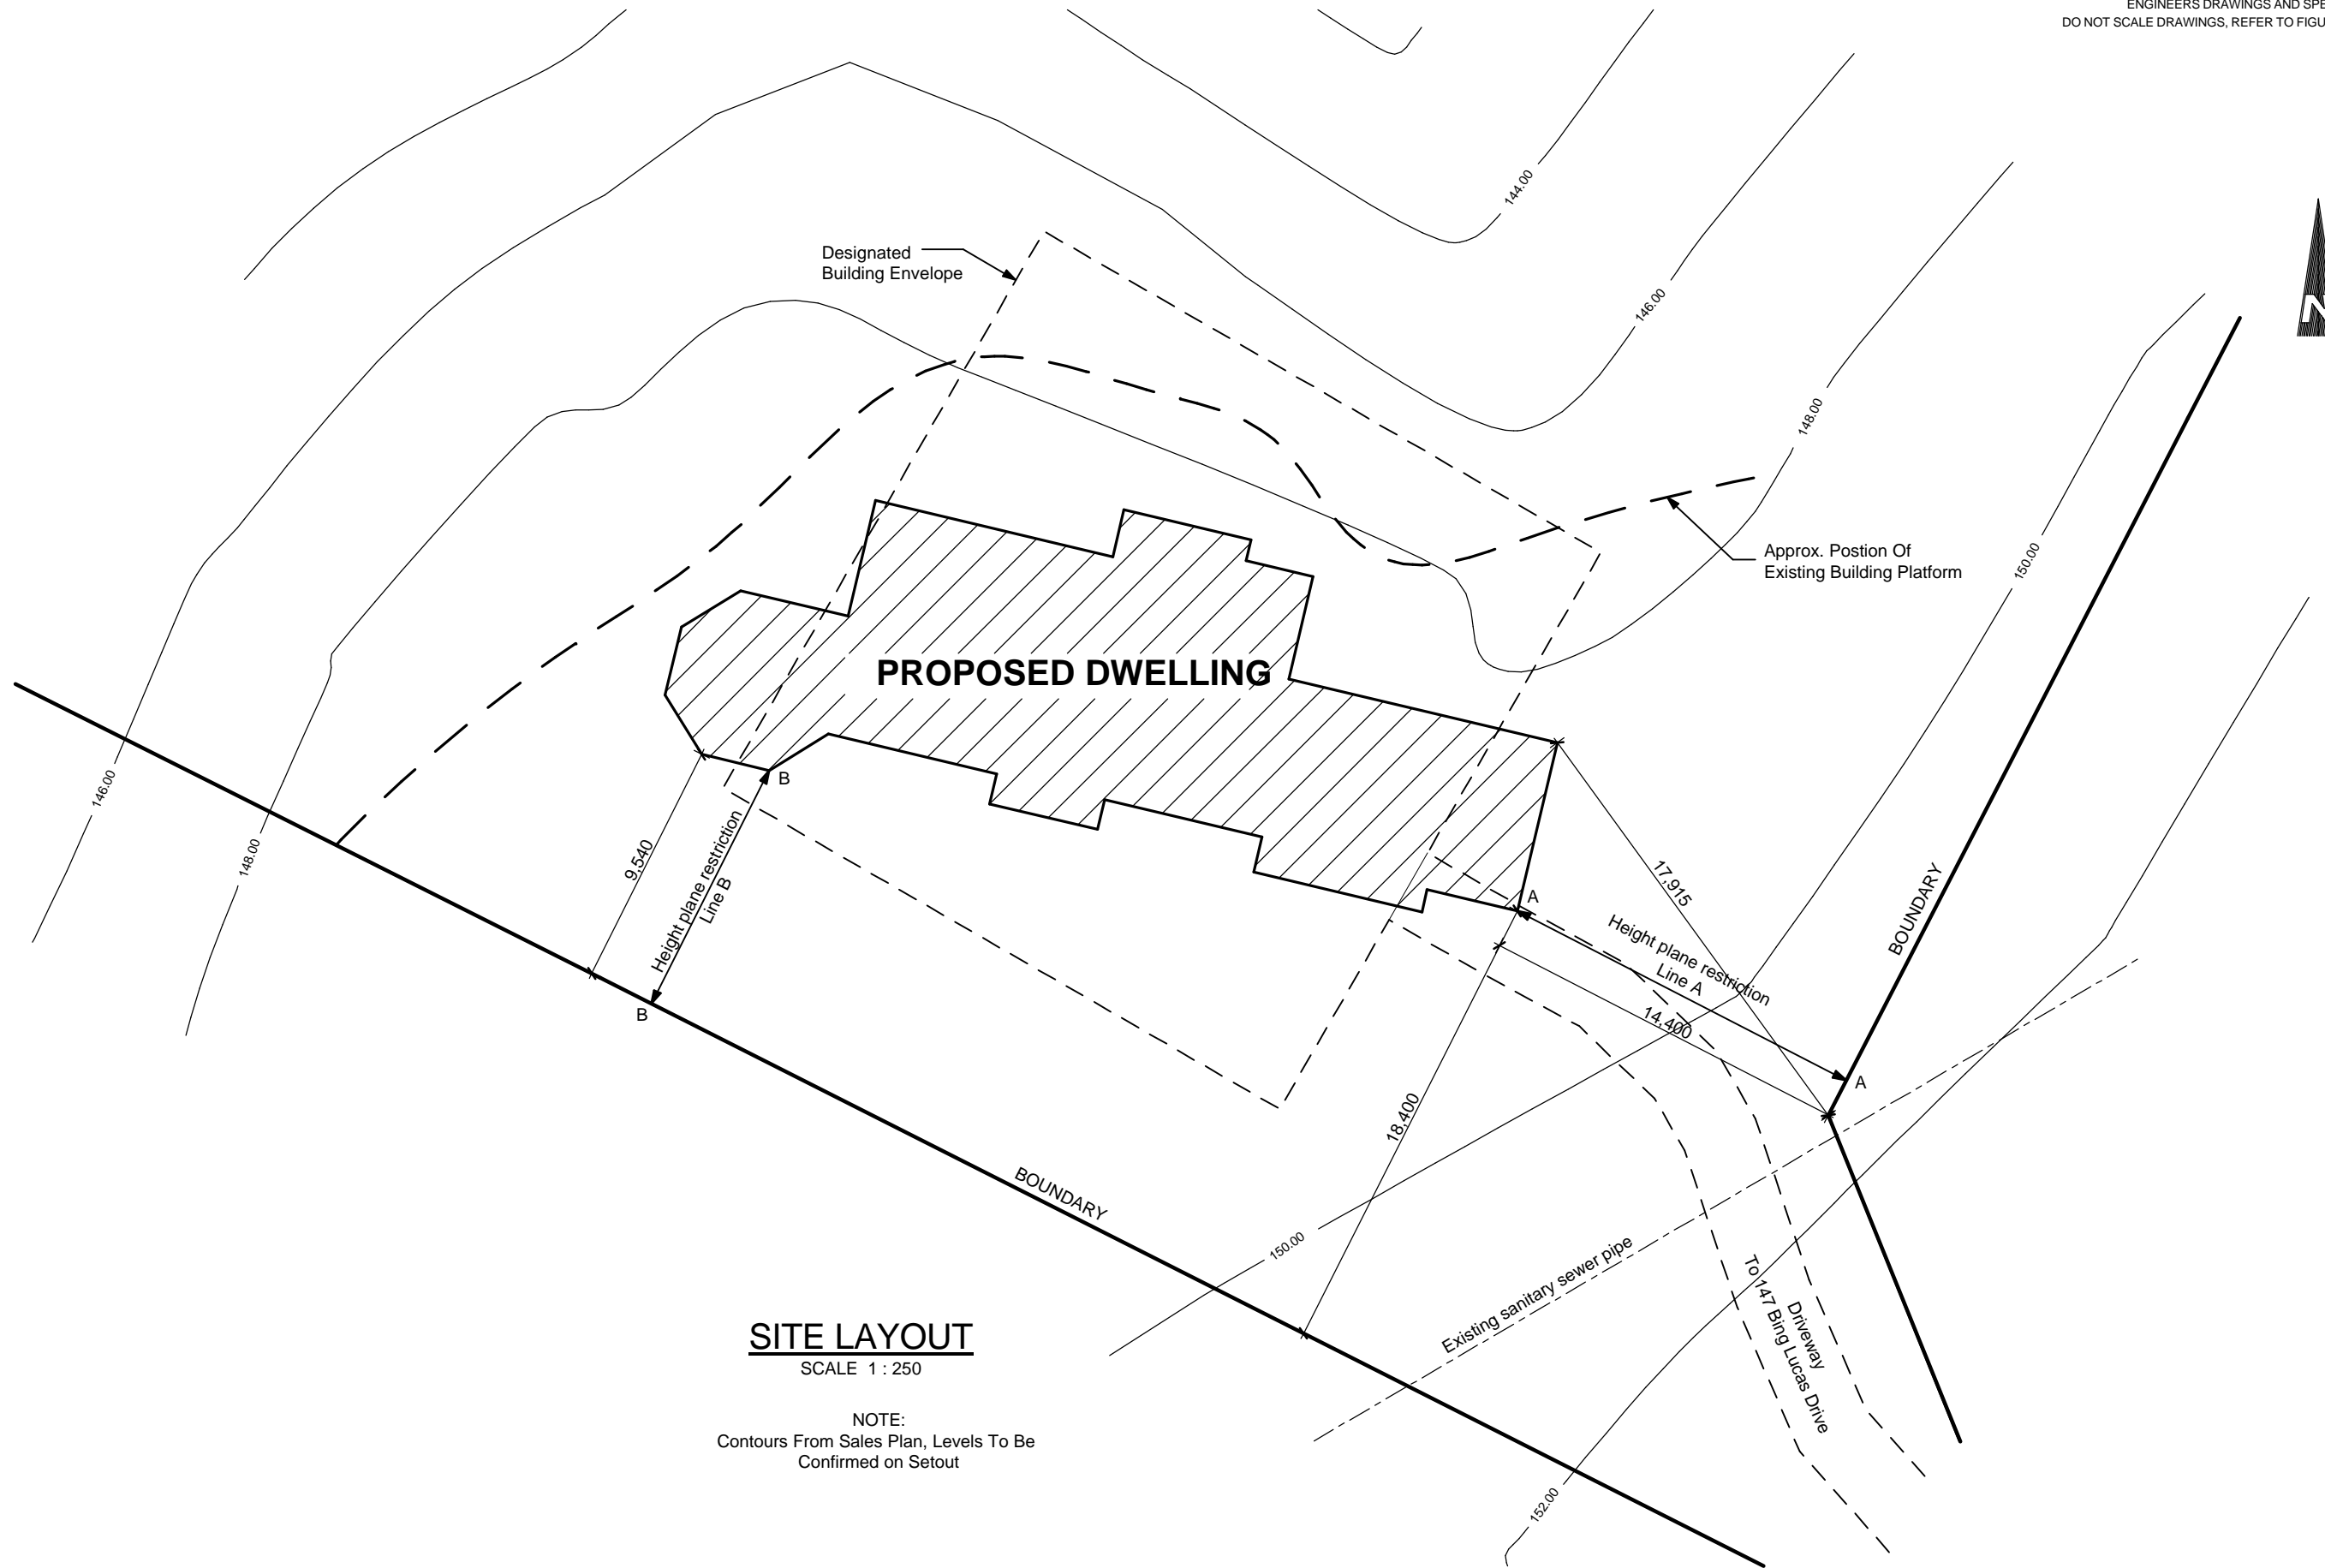 ENGINEERS DRAWINGS AND SPE
DO NOT SCALE DRAWINGS, REFER TO FIGU
144.00
Designated
Building Envelope
146.00
N
148.00
Approx. Postion Of
Existing Building Platform
150.00
PROPOSED DWELLING
146.00
148.00
9,540
Height plane restriction
Line B
B
B
A
17,915
Height plane restriction
Line A
14,400
BOUNDARY
A
18,400
BOUNDARY
150.00
Existing sanitary sewer pipe
Driveway
To 147 Bing Lucas Drive
152.00
SITE LAYOUT
SCALE 1 : 250
NOTE:
Contours From Sales Plan, Levels To Be
Confirmed on Setout